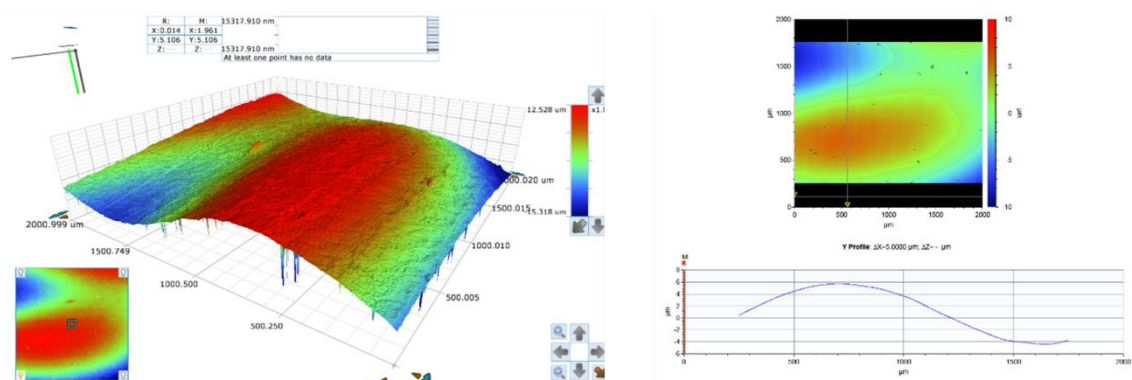 R: M: 15317.910 nm
X:0.014 X:1.961
Y:5.106 Y:5.106
Z: --- Z: --- 15317.910 nm
At least one point has no data
12.528 um x1.
-15.318 um
2000.999 um
1500.749
1000.500
500.250
000.020 um
1500.015
1000.010
500.005
2000
1500
1000
500
0
0 500 1000 1500 2000
µm
µm
10
5
0
-5
-10
µm
Y Profile: ΔX=5.0000 µm; ΔZ=-- µm
M
R
8
6
4
2
0
-2
-4
-6
µm
0 500 1000 1500 2000
µm